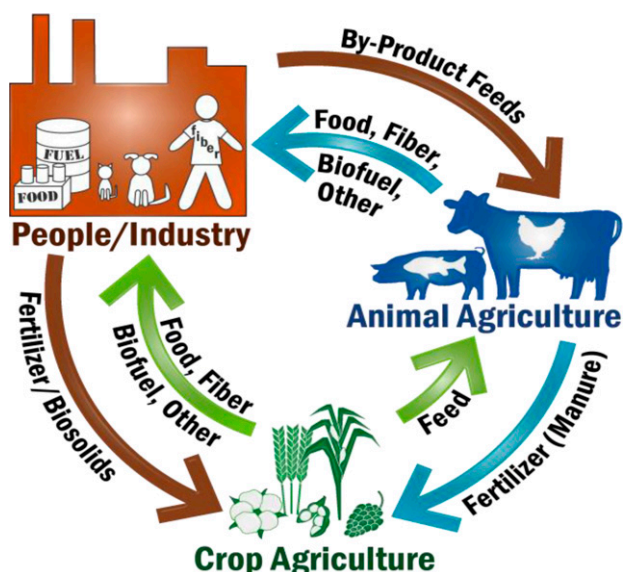 By-Product Feeds
Food, Fiber,
Biofuel,
Other
fiber
FUEL
FOOD
People/Industry
Animal Agriculture
Fertilizer/Biosolids
Food, Fiber
Biofuel, Other
Feed
Fertilizer (Manure)
Crop Agriculture